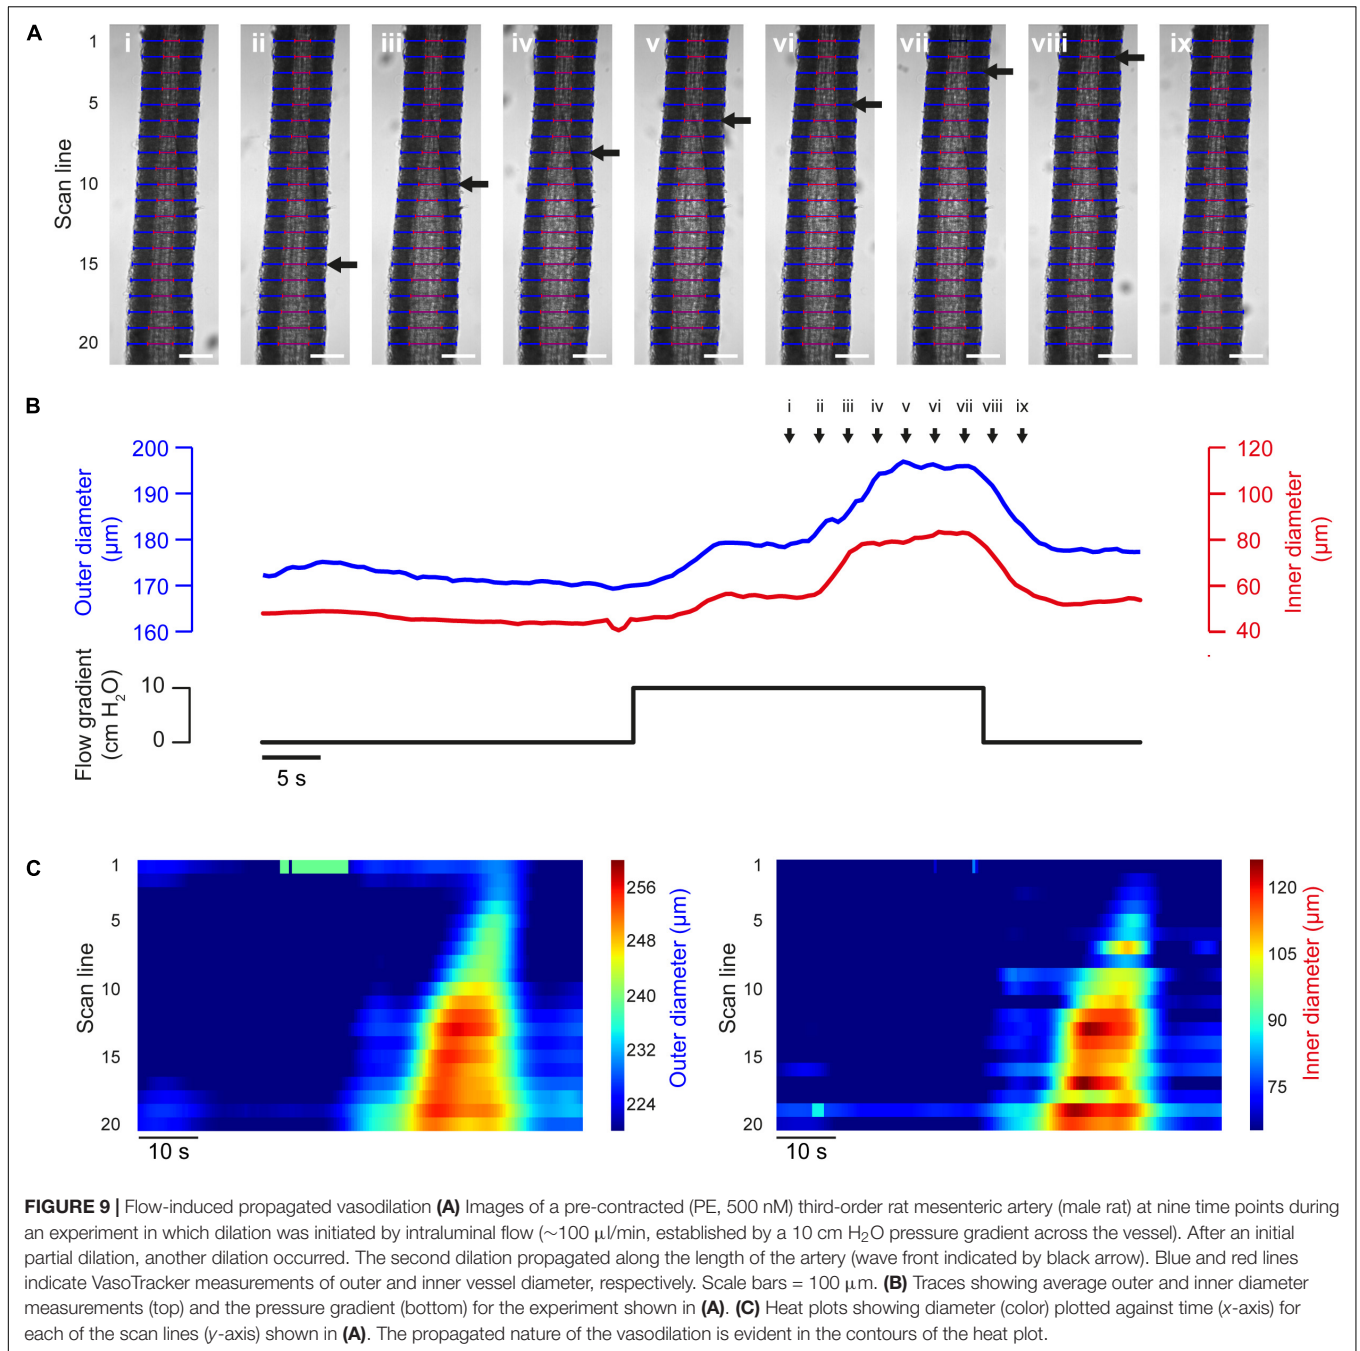 A
i ii iii iv v vi vii viii ix
1
5
10
15
20
Scan line
B
i ii iii iv v vi vii viii ix
200
190
180
170
160
Outer diameter
(µm)
120
100
80
60
40
Inner diameter
(µm)
10
0
Flow gradient
(cm H₂O)
5 s
C
1
5
10
15
20
Scan line
10 s
256
248
240
232
224
Outer diameter (µm)
1
5
10
15
20
Scan line
10 s
120
105
90
75
Inner diameter (µm)
FIGURE 9 | Flow-induced propagated vasodilation (A) Images of a pre-contracted (PE, 500 nM) third-order rat mesenteric artery (male rat) at nine time points during
an experiment in which dilation was initiated by intraluminal flow (∼100 µl/min, established by a 10 cm H₂O pressure gradient across the vessel). After an initial
partial dilation, another dilation occurred. The second dilation propagated along the length of the artery (wave front indicated by black arrow). Blue and red lines
indicate VasoTracker measurements of outer and inner vessel diameter, respectively. Scale bars = 100 µm. (B) Traces showing average outer and inner diameter
measurements (top) and the pressure gradient (bottom) for the experiment shown in (A). (C) Heat plots showing diameter (color) plotted against time (x-axis) for
each of the scan lines (y-axis) shown in (A). The propagated nature of the vasodilation is evident in the contours of the heat plot.